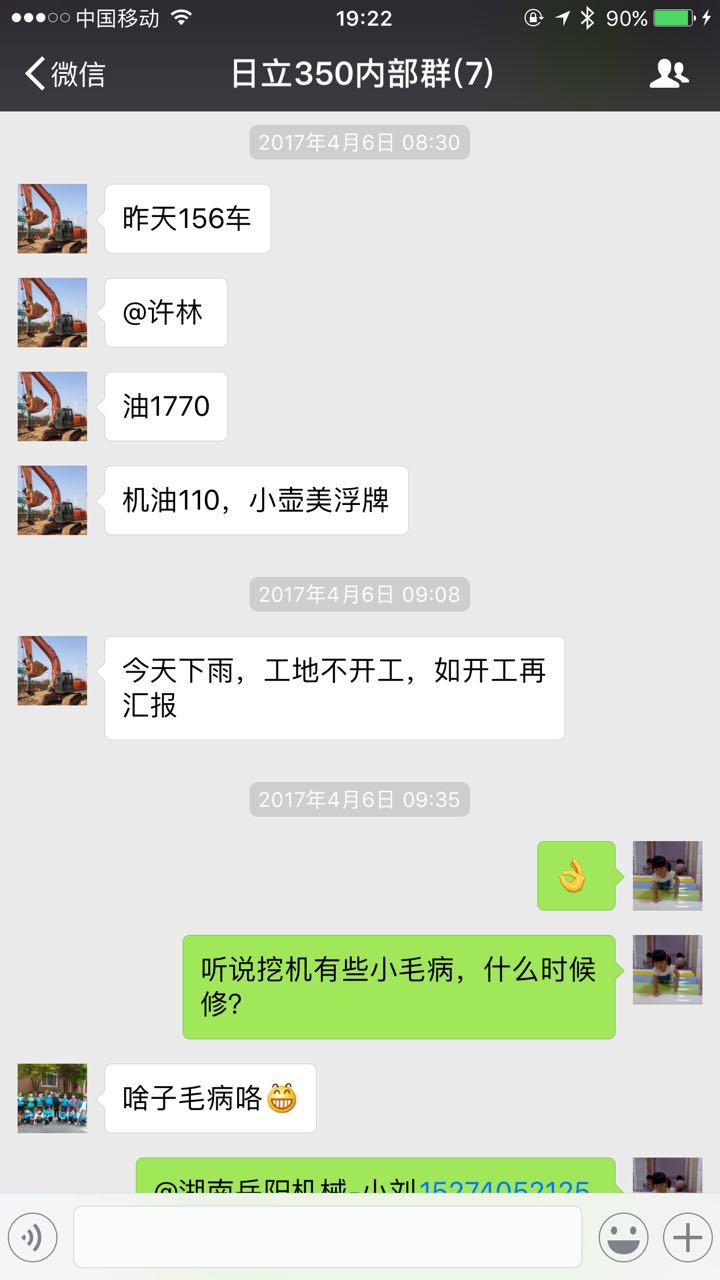 中国移动
19:22
90%
微信
日立350内部群(7)
2017年4月6日 08:30
昨天156车
@许林
油1770
机油110，小壶美浮牌
2017年4月6日 09:08
今天下雨，工地不开工，如开工再
汇报
2017年4月6日 09:35
👌
听说挖机有些小毛病，什么时候
修?
啥子毛病咯😁
@湖南岳阳机械-小刘15274052125